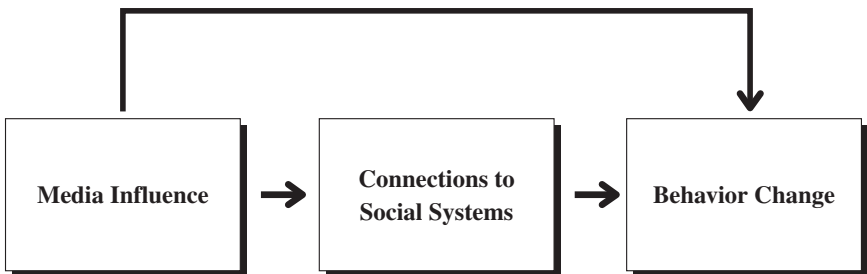 Media Influence
Connections to
Social Systems
Behavior Change